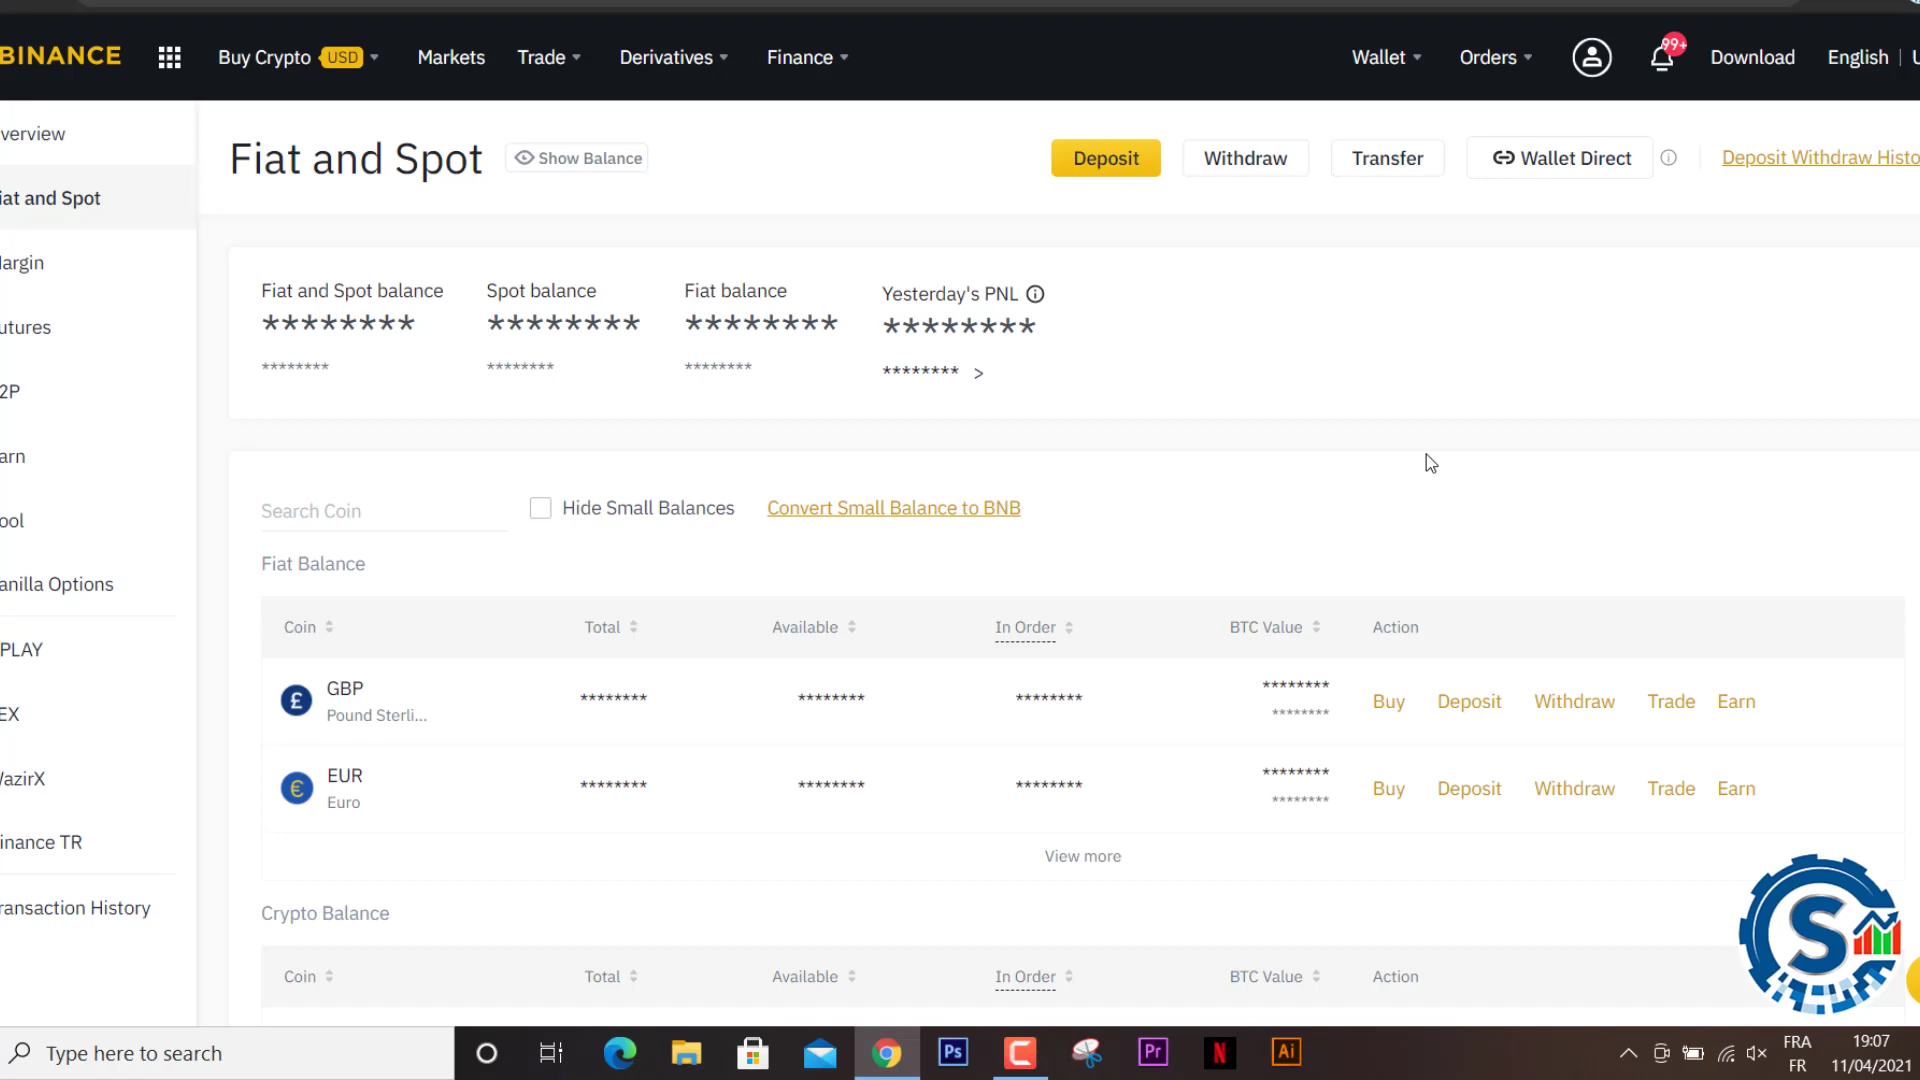 BINANCE Buy Crypto USD Markets Trade Derivatives Finance Wallet Orders 99+ Download English
verview
iat and Spot
argin
utures
2P
arn
ool
anilla Options
PLAY
EX
azirX
inance TR
ransaction History
Fiat and Spot Show Balance Deposit Withdraw Transfer Wallet Direct Deposit Withdraw Histo
Fiat and Spot balance Spot balance Fiat balance Yesterday's PNL
******** ******** ******** ********
******** ******** ******** ******** >
Search Coin Hide Small Balances Convert Small Balance to BNB
Fiat Balance
Coin Total Available In Order BTC Value Action
£ GBP ******** ******** ******** ******** Buy Deposit Withdraw Trade Earn
Pound Sterli... ********
€ EUR ******** ******** ******** ******** Buy Deposit Withdraw Trade Earn
Euro ********
View more
Crypto Balance
Coin Total Available In Order BTC Value Action
S
Type here to search Ps C Pr N Ai FRA 19:07
FR 11/04/2021